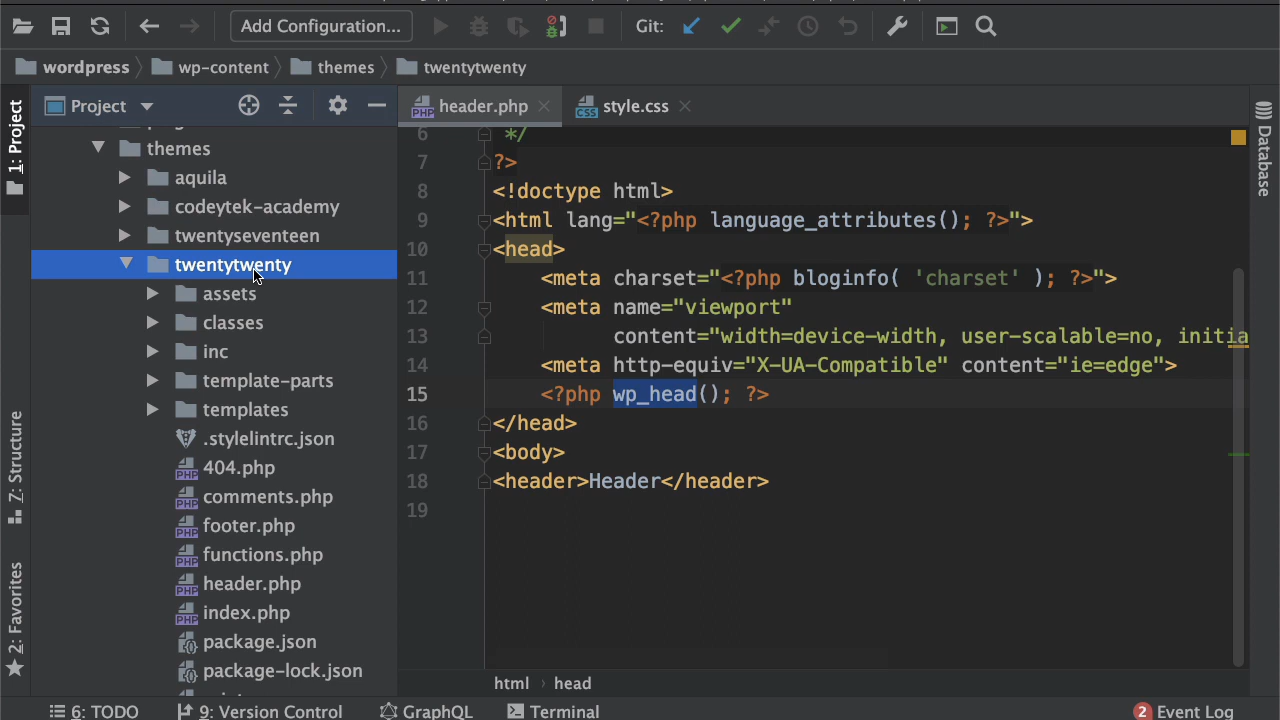 Add Configuration...
Git:
wordpress
wp-content
themes
twentytwenty
1: Project
Z: Structure
2: Favorites
Project
themes
aquila
codeytek-academy
twentyseventeen
twentytwenty
assets
classes
inc
template-parts
templates
.stylelintrc.json
404.php
comments.php
footer.php
functions.php
header.php
index.php
package.json
package-lock.json
header.php
style.css
6 */
7 ?>
8 <!doctype html>
9 <html lang="<?php language_attributes(); ?>">
10 <head>
11 <meta charset="<?php bloginfo( 'charset' ); ?>">
12 <meta name="viewport"
13 content="width=device-width, user-scalable=no, initia
14 <meta http-equiv="X-UA-Compatible" content="ie=edge">
15 <?php wp_head(); ?>
16 </head>
17 <body>
18 <header>Header</header>
19
html › head
Database
6: TODO
9: Version Control
GraphQL
Terminal
2 Event Log